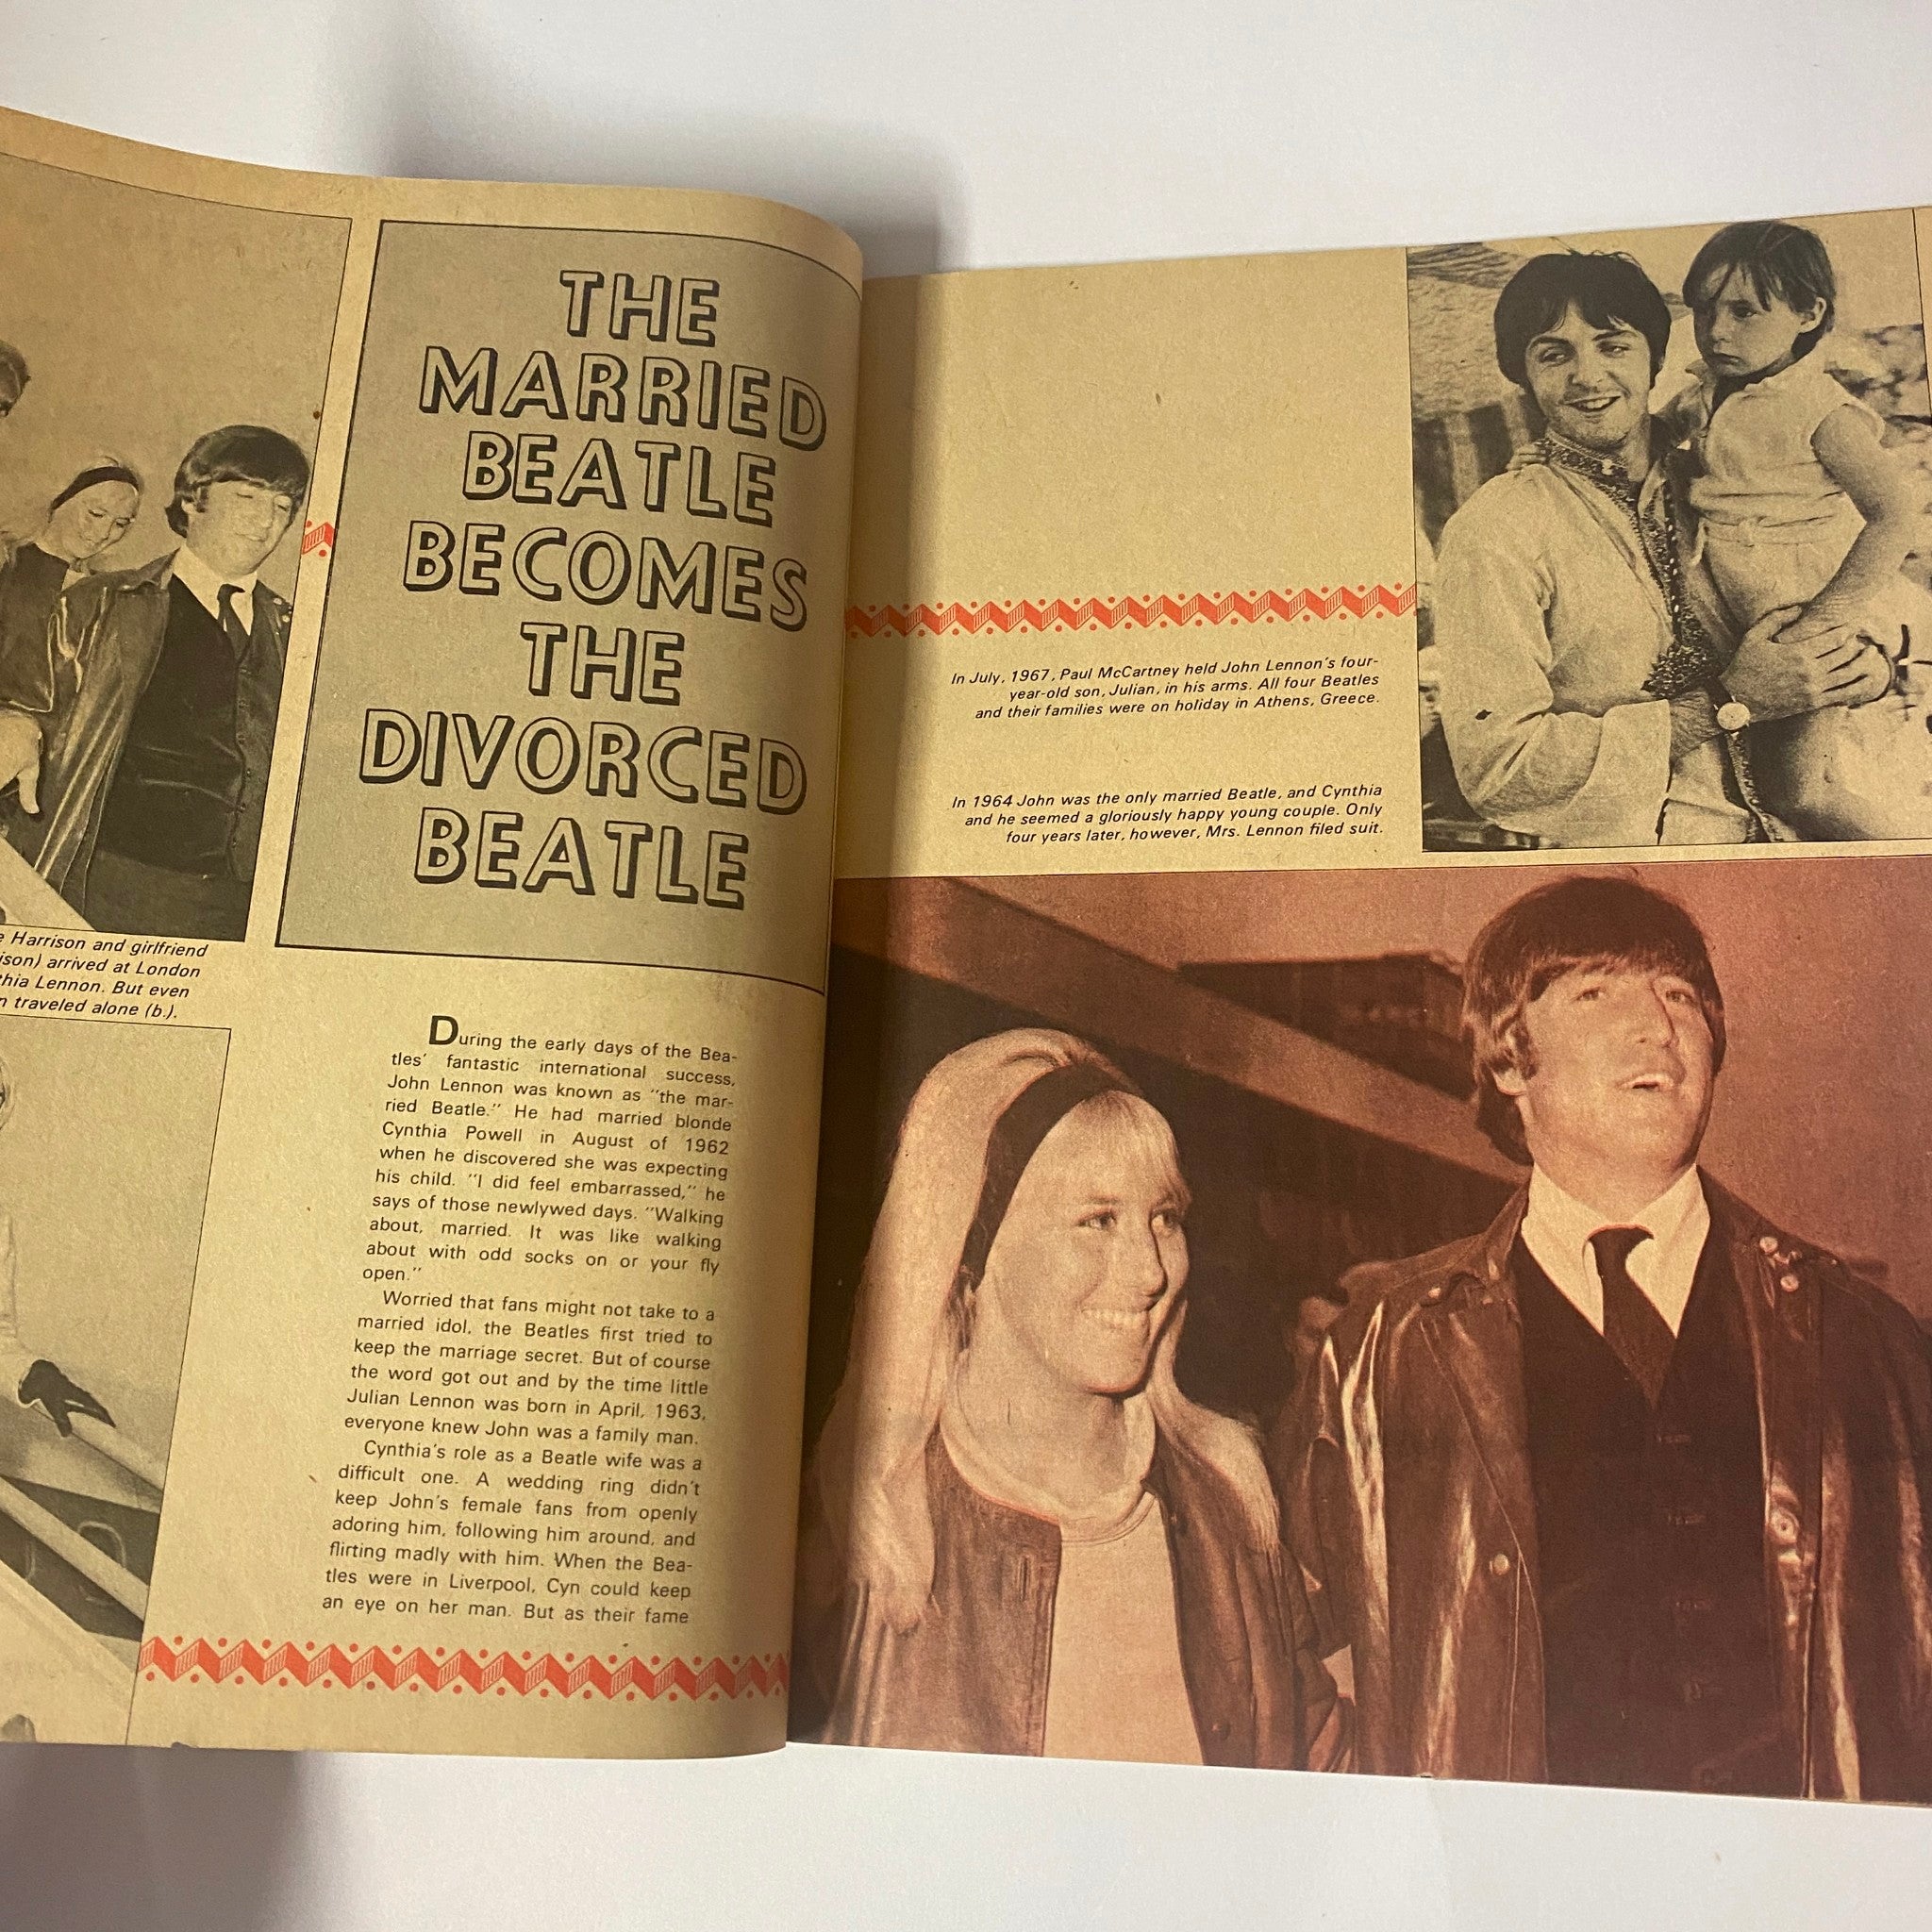 THE
MARRIED
BEATLE
BECOMES
THE
DIVORCED
BEATLE
Harrison and girlfriend
arrived at London
Lennon. But even
traveled alone (b.).
During the early days of the Bea-
tles' fantastic international success,
John Lennon was known as "the mar-
ried Beatle." He had married blonde
Cynthia Powell in August of 1962
when he discovered she was expecting
his child. "I did feel embarrassed," he
says of those newlywed days. "Walking
about, married. It was like walking
about with odd socks on or your fly
open."
Worried that fans might not take to a
married idol, the Beatles first tried to
keep the marriage secret. But of course
the word got out and by the time little
Julian Lennon was born in April, 1963,
everyone knew John was a family man.
Cynthia's role as a Beatle wife was a
difficult one. A wedding ring didn't
keep John's female fans from openly
adoring him, following him around, and
flirting madly with him. When the Bea-
tles were in Liverpool, Cyn could keep
an eye on her man. But as their fame
In July, 1967, Paul McCartney held John Lennon's four-
year-old son, Julian, in his arms. All four Beatles
and their families were on holiday in Athens, Greece.
In 1964 John was the only married Beatle, and Cynthia
and he seemed a gloriously happy young couple. Only
four years later, however, Mrs. Lennon filed suit.